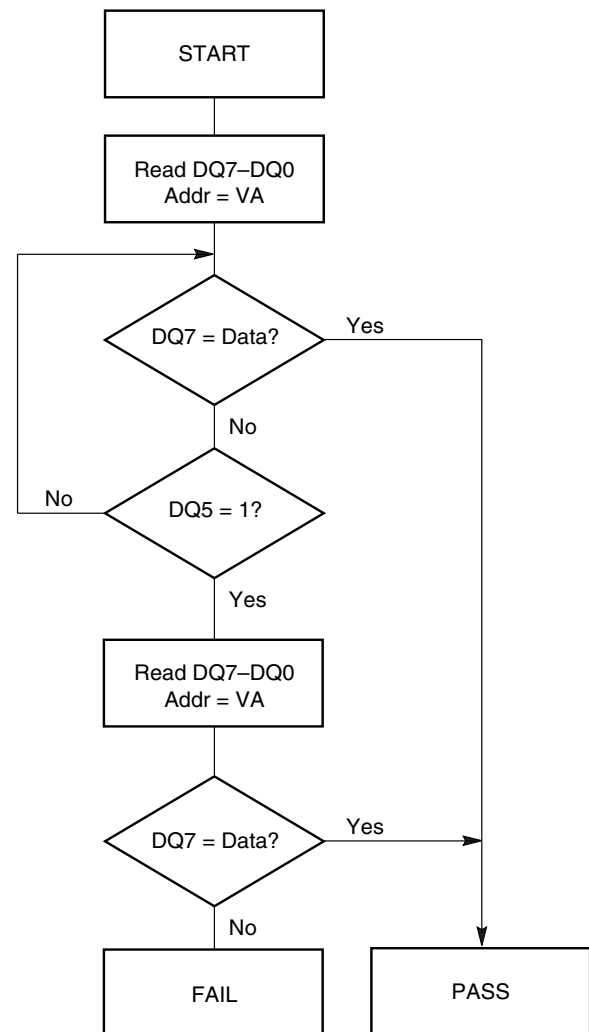 START
Read DQ7–DQ0
Addr = VA
DQ7 = Data?
Yes
No
DQ5 = 1?
No
Yes
Read DQ7–DQ0
Addr = VA
DQ7 = Data?
Yes
No
FAIL
PASS